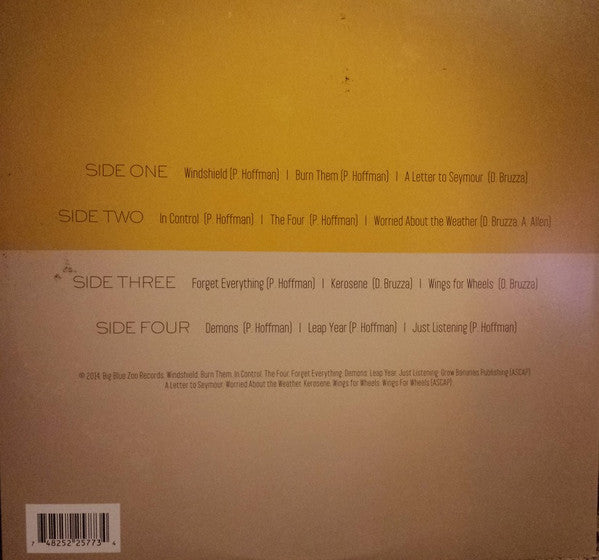 SIDE ONE Windshield (P. Hoffman) | Burn Them (P. Hoffman) | A Letter to Seymour (D. Bruzza)
SIDE TWO In Control (P. Hoffman) | The Four (P. Hoffman) | Worried About the Weather (D. Bruzza, A. Allen)
SIDE THREE Forget Everything (P. Hoffman) | Kerosene (D. Bruzza) | Wings for Wheels (D. Bruzza)
SIDE FOUR Demons (P. Hoffman) | Leap Year (P. Hoffman) | Just Listening (P. Hoffman)
© 2014, Big Blue Zoo Records. Windshield, Burn Them, In Control, The Four, Forget Everything, Demons, Leap Year, Just Listening: Grow Bananas Publishing (ASCAP)
A Letter to Seymour, Worried About the Weather, Kerosene, Wings for Wheels: Wings For Wheels (ASCAP)
7 48252 25773 4